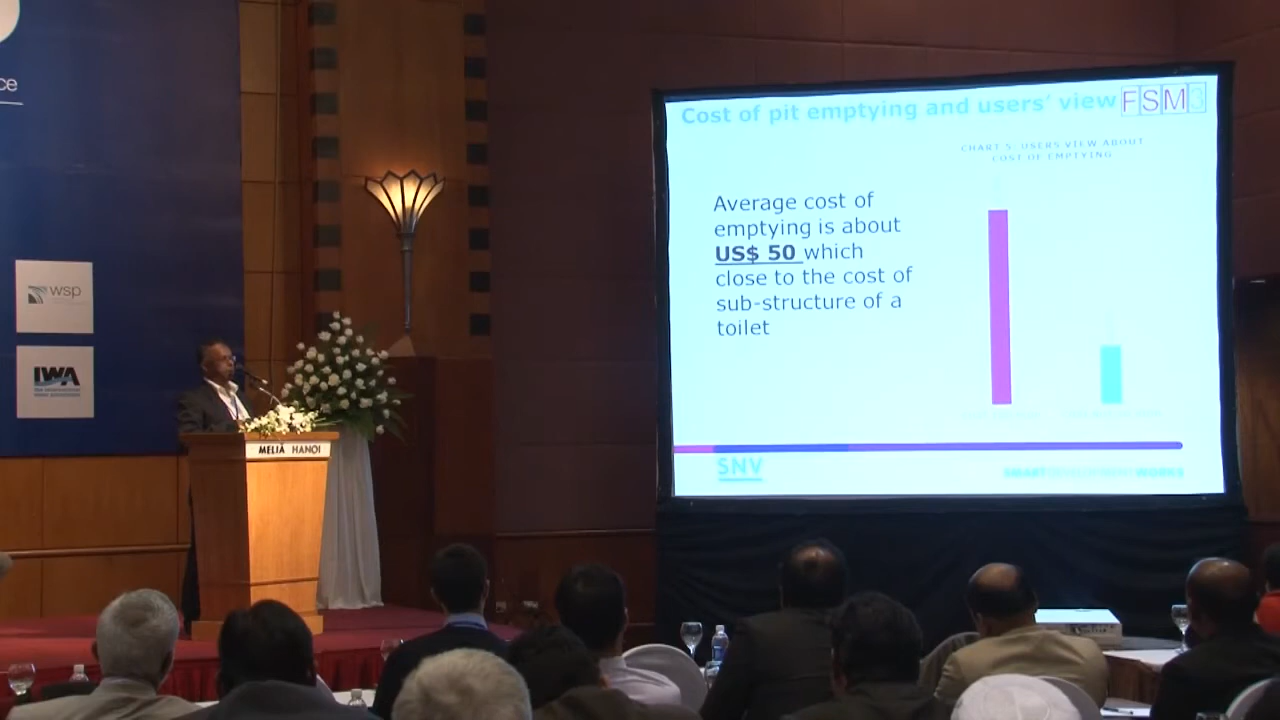 ce
wsp
IWA
MELIÃ HANOI
Cost of pit emptying and users' view
FSM3
CHART 5: USERS VIEW ABOUT
COST OF EMPTYING
Average cost of
emptying is about
US$ 50 which
close to the cost of
sub-structure of a
toilet
SNV